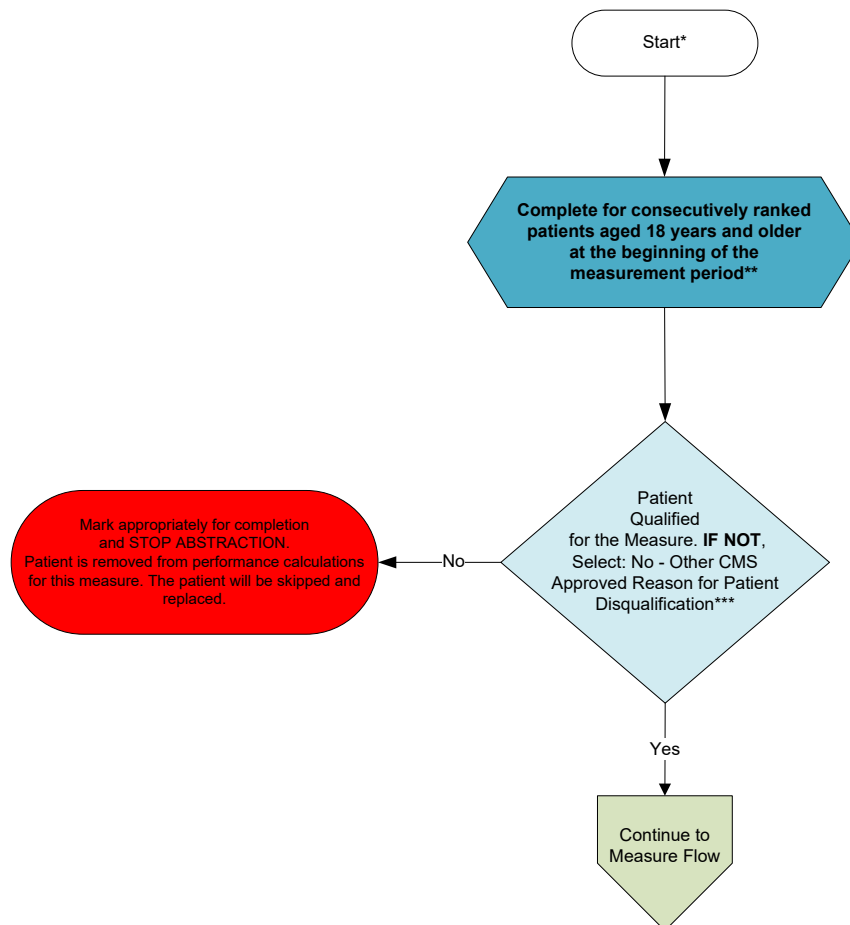 Start*
Complete for consecutively ranked
patients aged 18 years and older
at the beginning of the
measurement period**
Patient
Qualified
for the Measure. IF NOT,
Select: No - Other CMS
Approved Reason for Patient
Disqualification***
No
Mark appropriately for completion
and STOP ABSTRACTION.
Patient is removed from performance calculations
for this measure. The patient will be skipped and
replaced.
Yes
Continue to
Measure Flow